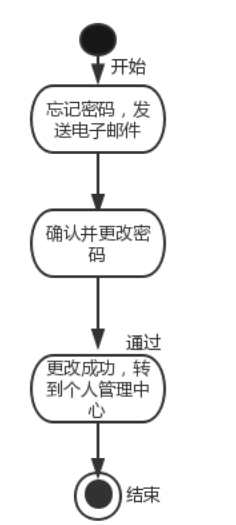 开始
忘记密码，发
送电子邮件
确认并更改密
码
通过
更改成功，转
到个人管理中
心
结束